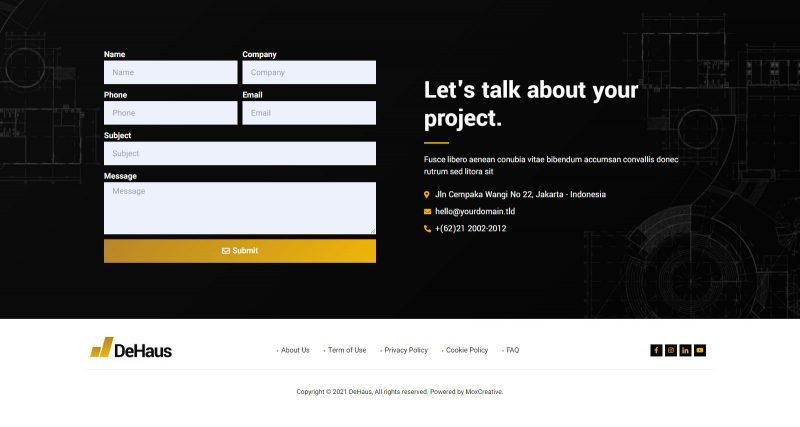 Name
Company
Name
Company
Phone
Email
Phone
Email
Subject
Subject
Message
Message
Submit
Let's talk about your
project.
Fusce libero aenean conubia vitae bibendum accumsan convallis donec
rutrum sed litora sit
Jln Cempaka Wangi No 22, Jakarta - Indonesia
hello@yourdomain.tld
+(62)21 2002-2012
DeHaus
About Us
Term of Use
Privacy Policy
Cookie Policy
FAQ
Copyright © 2021 DeHaus, All rights reserved. Powered by MoxCreative.